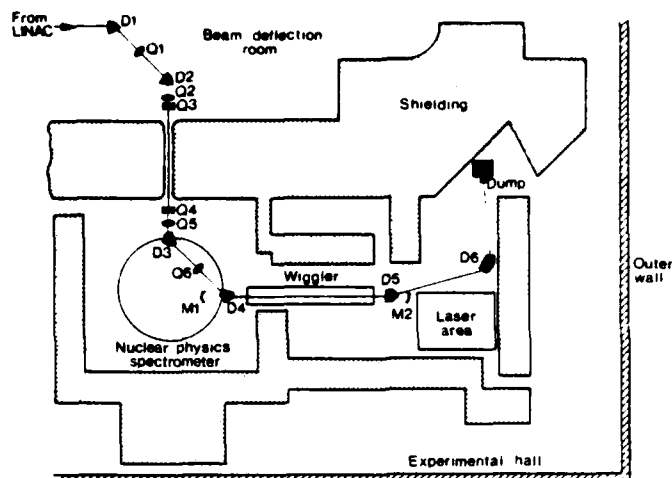 From
LINAC
D1
Beam deflection
room
Q1
D2
Q2
Q3
Shielding
Dump
Q4
Q5
D3
Q6
Wiggler
D5
D6
Outer
wall
M1
D4
M2
Laser
area
Nuclear physics
spectrometer
Experimental hall